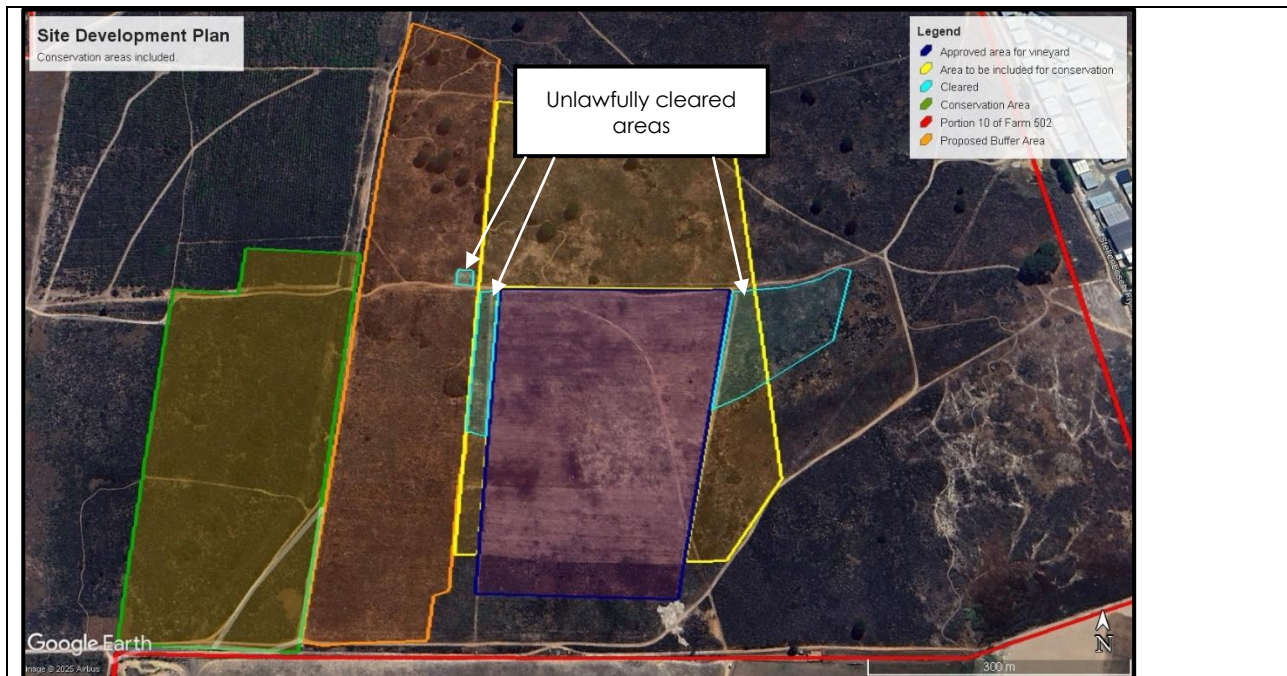 Site Development Plan
Conservation areas included.
Unlawfully cleared
areas
Legend
Approved area for vineyard
Area to be included for conservation
Cleared
Conservation Area
Portion 10 of Farm 502
Proposed Buffer Area
Google Earth
Image © 2025 Airbus
N
300 m